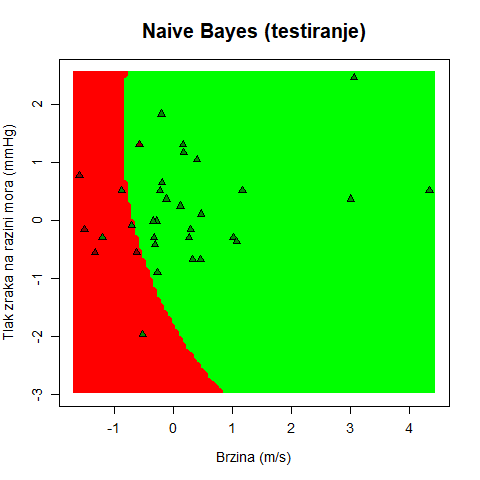 Naive Bayes (testiranje)
Tlak zraka na razini mora (mmHg)
2
1
0
-1
-2
-3
-1 0 1 2 3 4
Brzina (m/s)